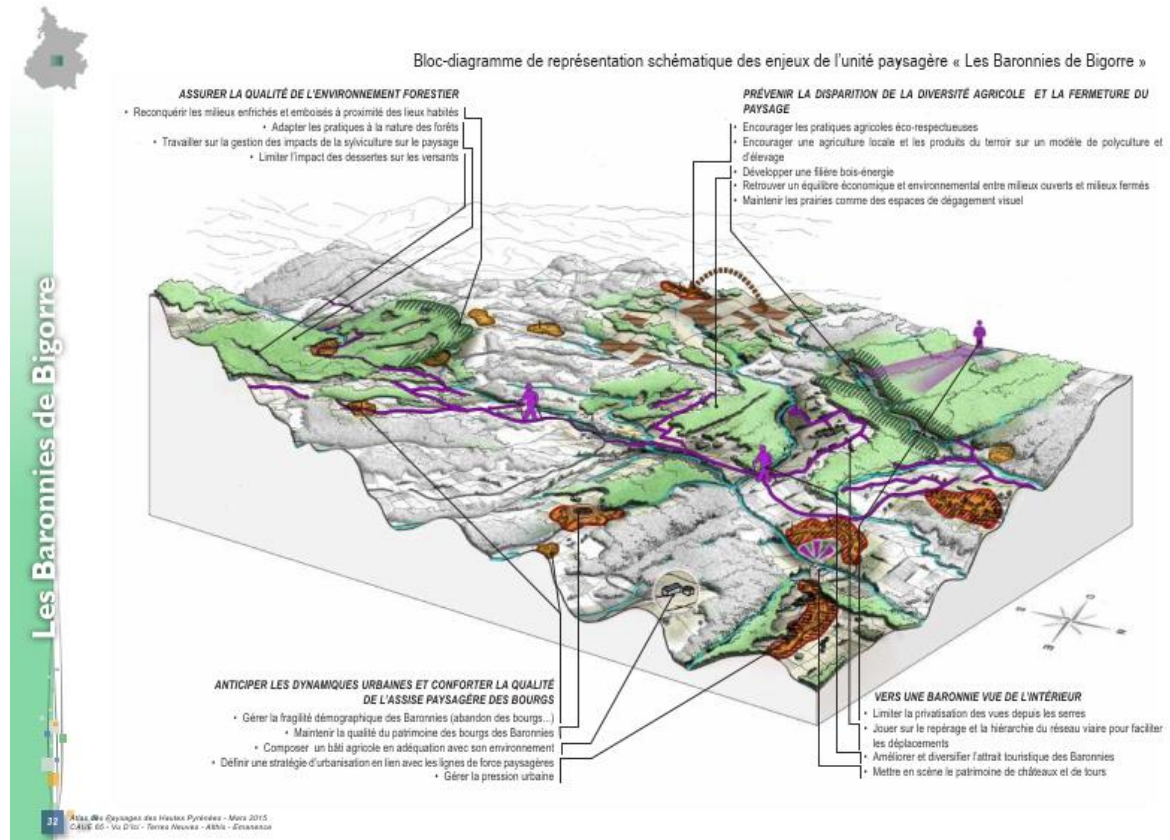 Bloc-diagramme de représentation schématique des enjeux de l'unité paysagère « Les Baronnies de Bigorre »
ASSURER LA QUALITÉ DE L'ENVIRONNEMENT FORESTIER
• Reconquérir les milieux enfrichés et emboisés à proximité des lieux habités
• Adapter les pratiques à la nature des forêts
• Travailler sur la gestion des impacts de la sylviculture sur le paysage
• Limiter l'impact des dessertes sur les versants
PRÉVENIR LA DISPARITION DE LA DIVERSITÉ AGRICOLE ET LA FERMETURE DU
PAYSAGE
• Encourager les pratiques agricoles éco-respectueuses
• Encourager une agriculture locale et les produits du terroir sur un modèle de polyculture et
d'élevage
• Développer une filière bois-énergie
• Retrouver un équilibre économique et environnemental entre milieux ouverts et milieux fermés
• Maintenir les prairies comme des espaces de dégagement visuel
Les Baronnies de Bigorre
O
S
N
E
ANTICIPER LES DYNAMIQUES URBAINES ET CONFORTER LA QUALITÉ
DE L'ASSISE PAYSAGÈRE DES BOURGS
• Gérer la fragilité démographique des Baronnies (abandon des bourgs...)
• Maintenir la qualité du patrimoine des bourgs des Baronnies
• Composer un bâti agricole en adéquation avec son environnement
• Définir une stratégie d'urbanisation en lien avec les lignes de force paysagères
• Gérer la pression urbaine
VERS UNE BARONNIE VUE DE L'INTÉRIEUR
• Limiter la privatisation des vues depuis les serres
• Jouer sur le repérage et la hiérarchie du réseau viaire pour faciliter
les déplacements
• Améliorer et diversifier l'attrait touristique des Baronnies
• Mettre en scène le patrimoine de châteaux et de tours
32
Atlas des Paysages des Hautes Pyrénées - Mars 2015
CAUE 65 - Vu D'Ici - Terres Neuves - Althis - Emanence